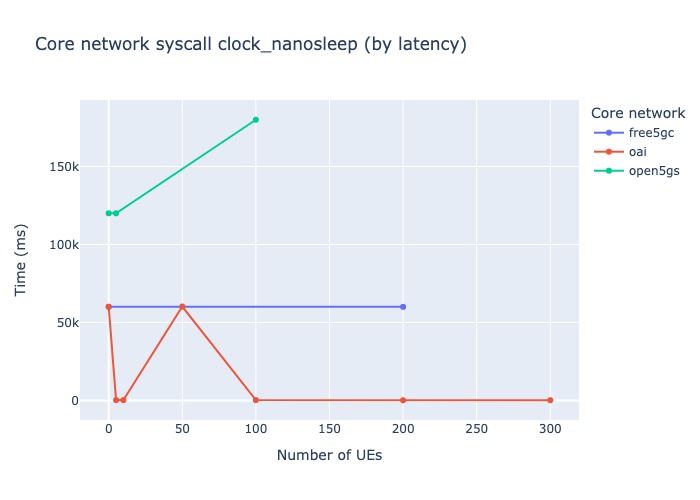 Core network syscall clock_nanosleep (by latency)
Core network
free5gc
oai
open5gs
Time (ms)
150k
100k
50k
0
0 50 100 150 200 250 300
Number of UEs